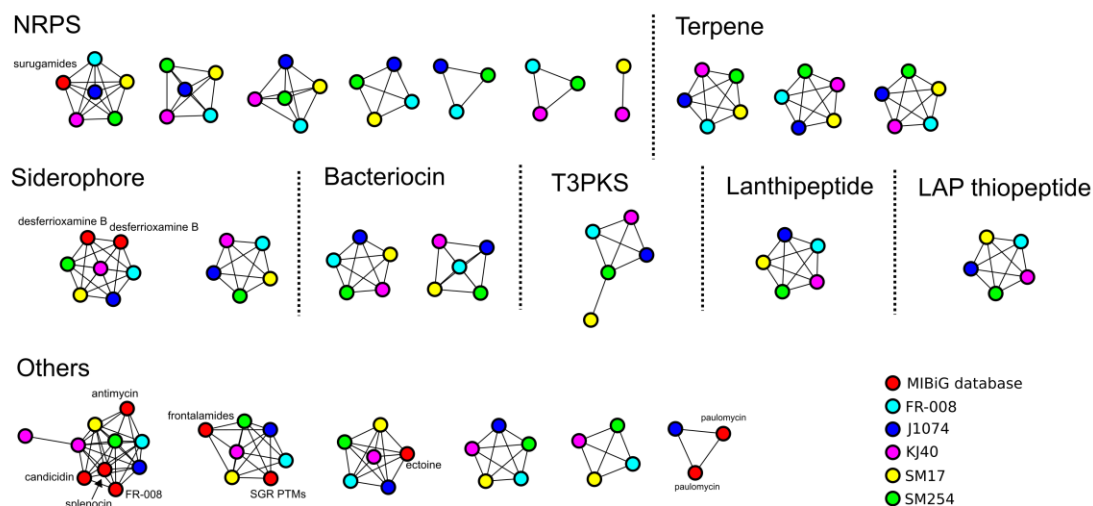 NRPS
Terpene
surugamides
Siderophore
Bacteriocin
T3PKS
Lanthipeptide
LAP thiopeptide
desferrioxamine B
desferrioxamine B
Others
antimycin
frontalamides
ectoine
paulomycin
candicidin
splenocin
FR-008
SGR PTMs
paulomycin
MIBiG database
FR-008
J1074
KJ40
SM17
SM254